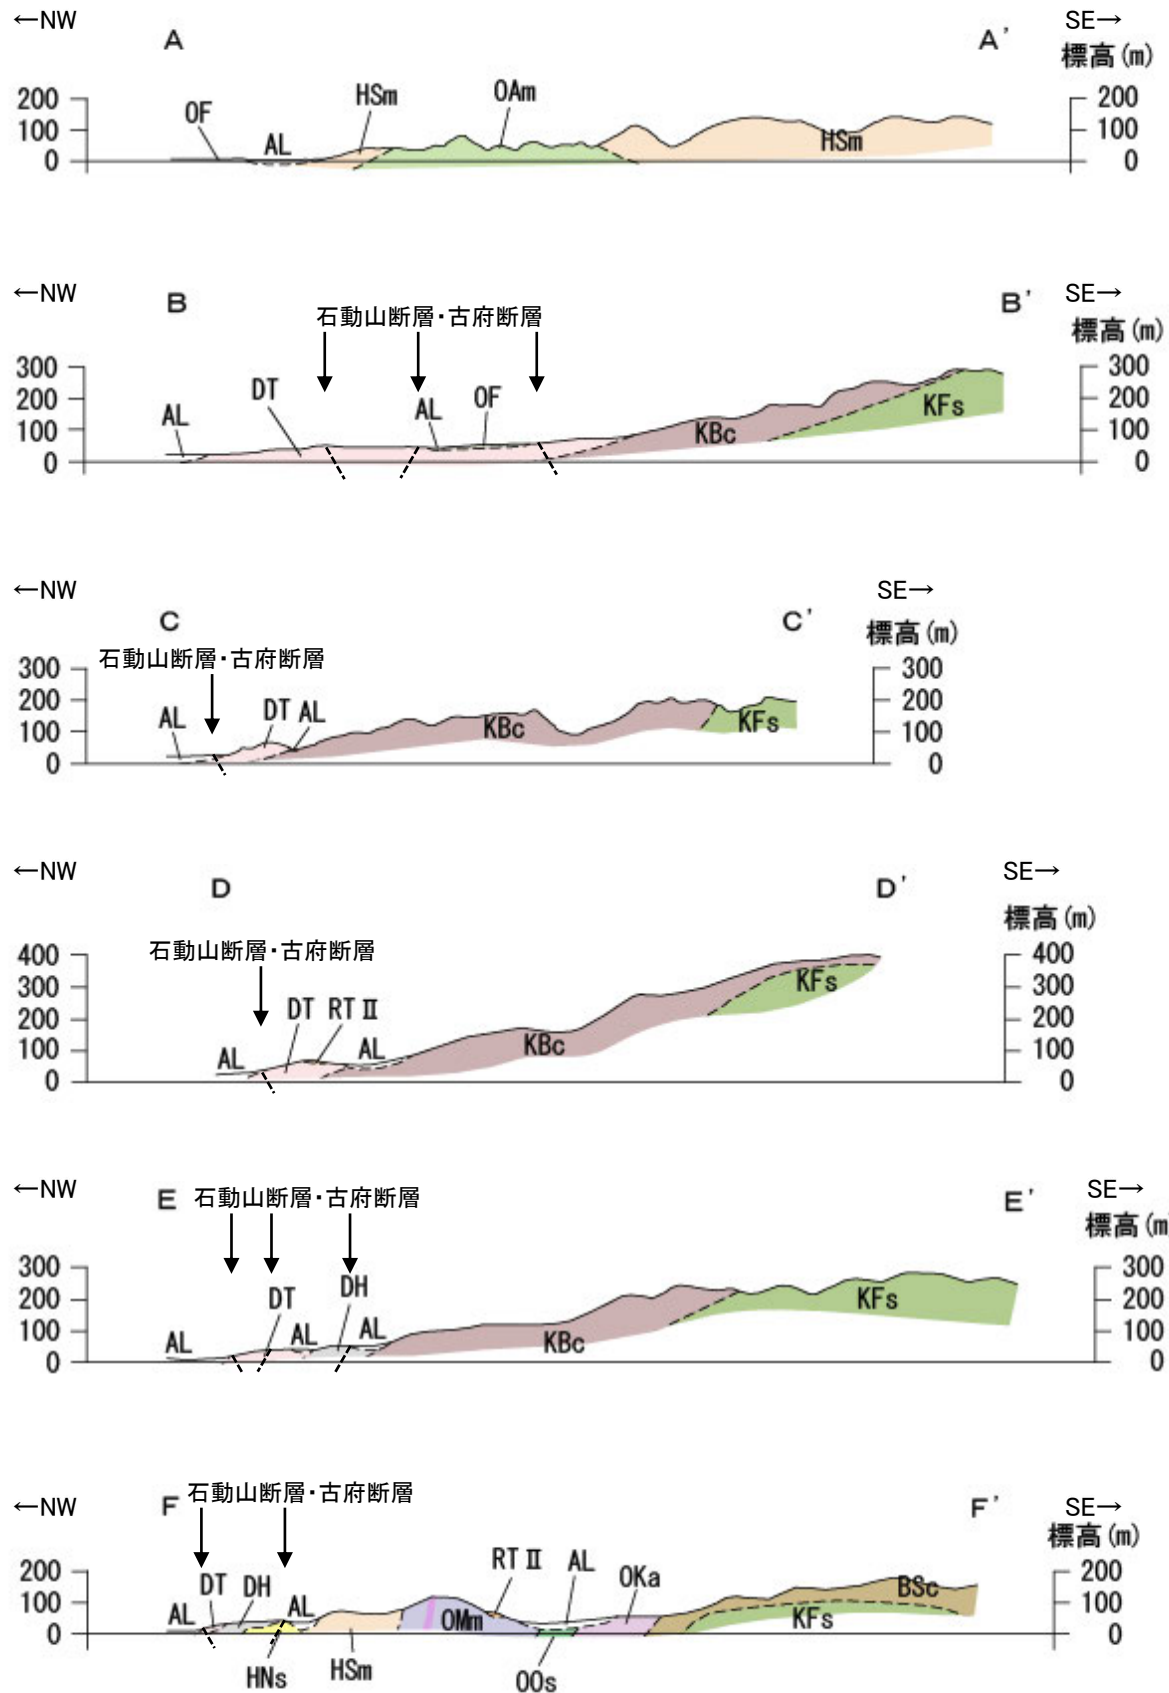 ←NW
A
A'
SE→
標高(m)
200
100
0
OF
AL
HSm
OAm
HSm
200
100
0
←NW
B
石動山断層・古府断層
B'
SE→
標高(m)
300
200
100
0
AL
DT
AL
OF
KBc
KFs
300
200
100
0
←NW
C
石動山断層・古府断層
C'
SE→
標高(m)
300
200
100
0
AL
DT
AL
KBc
KFs
300
200
100
0
←NW
D
石動山断層・古府断層
D'
SE→
標高(m)
400
300
200
100
0
AL
DT
RTⅡ
AL
KBc
KFs
400
300
200
100
0
←NW
E
石動山断層・古府断層
E'
SE→
標高(m
300
200
100
0
AL
DT
AL
DH
AL
KBc
KFs
300
200
100
0
←NW
F
石動山断層・古府断層
F'
SE→
標高(m)
200
100
0
AL
DT
DH
AL
HNs
HSm
OMm
RTⅡ
AL
OOs
OKa
BSc
KFs
200
100
0